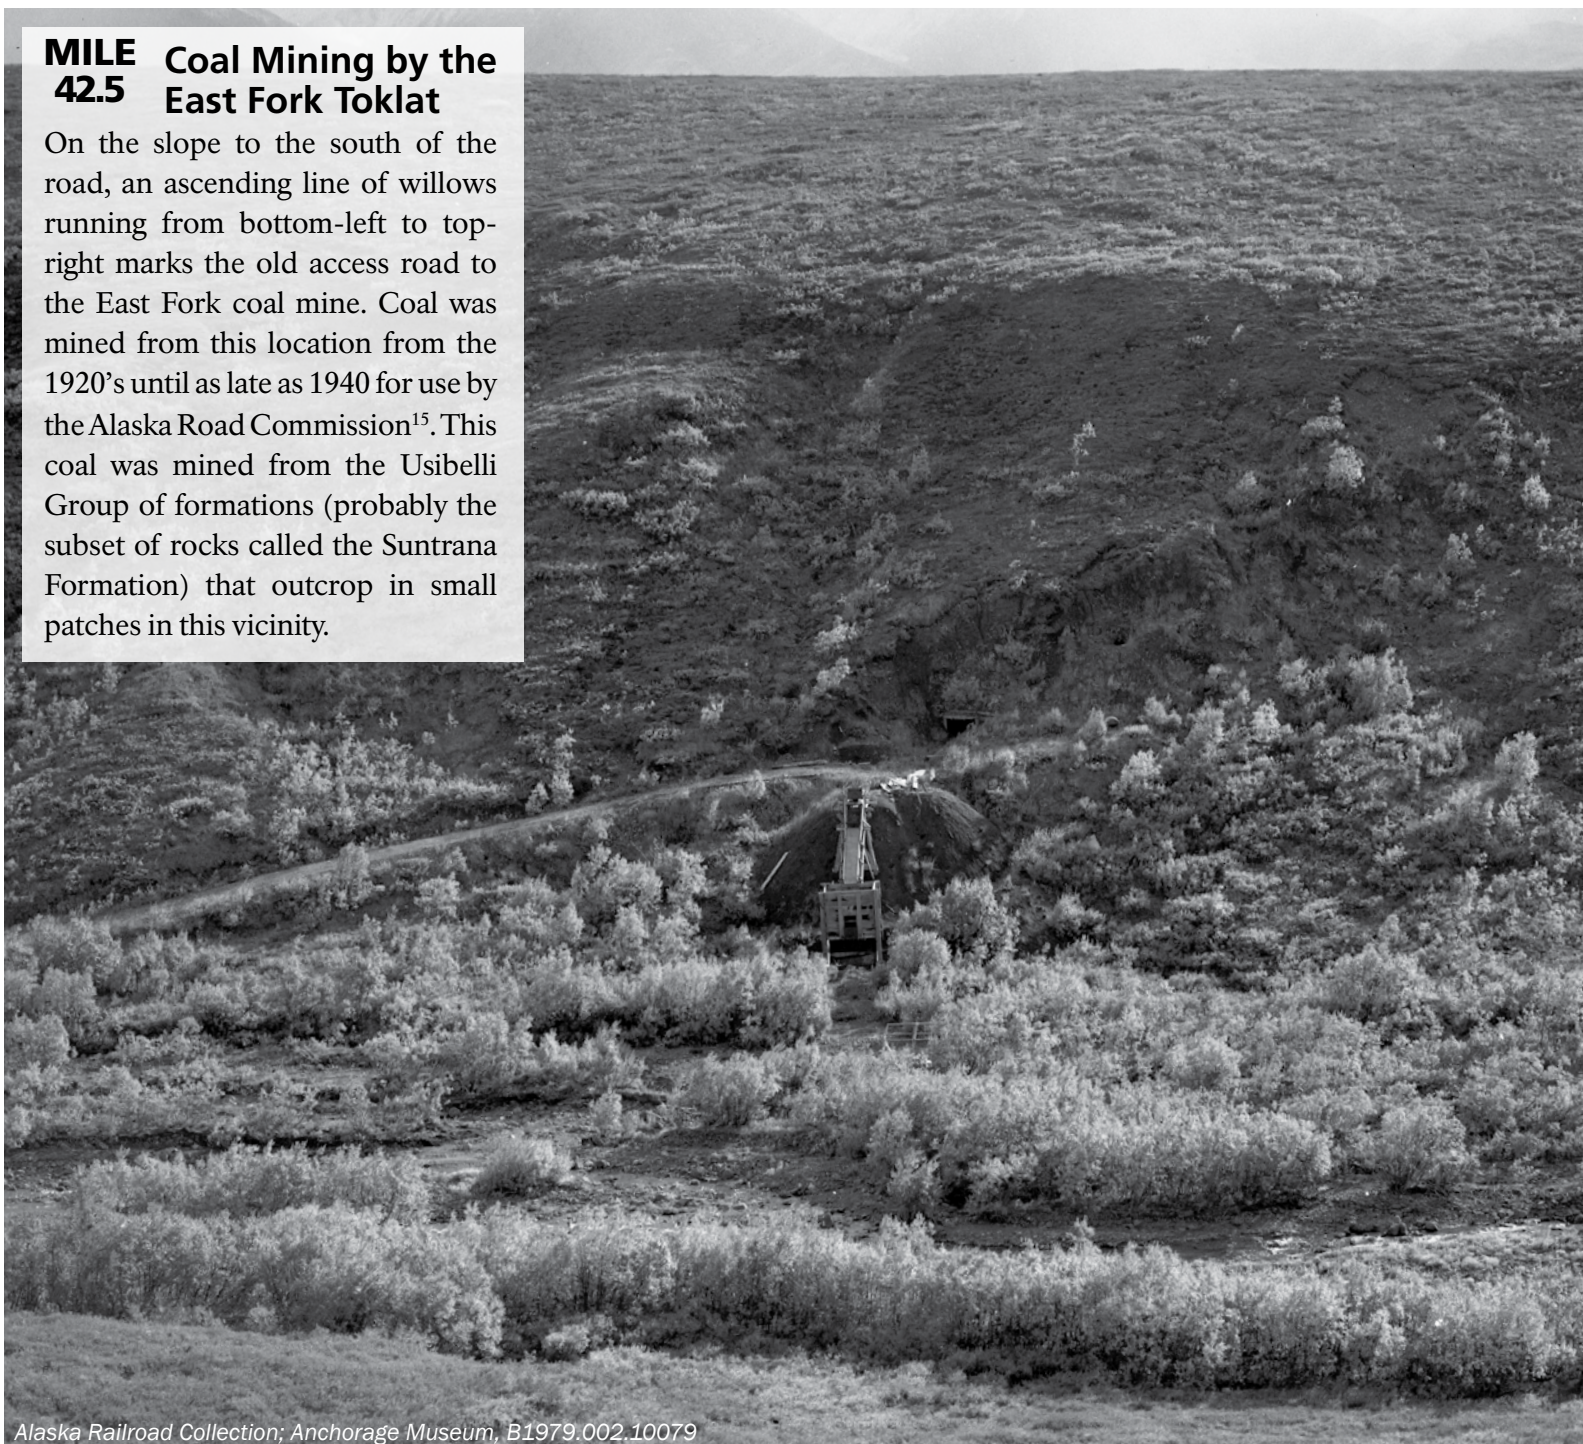 MILE
42.5
Coal Mining by the
East Fork Toklat
On the slope to the south of the
road, an ascending line of willows
running from bottom-left to top-
right marks the old access road to
the East Fork coal mine. Coal was
mined from this location from the
1920’s until as late as 1940 for use by
the Alaska Road Commission¹⁵. This
coal was mined from the Usibelli
Group of formations (probably the
subset of rocks called the Suntrana
Formation) that outcrop in small
patches in this vicinity.
Alaska Railroad Collection; Anchorage Museum, B1979.002.10079